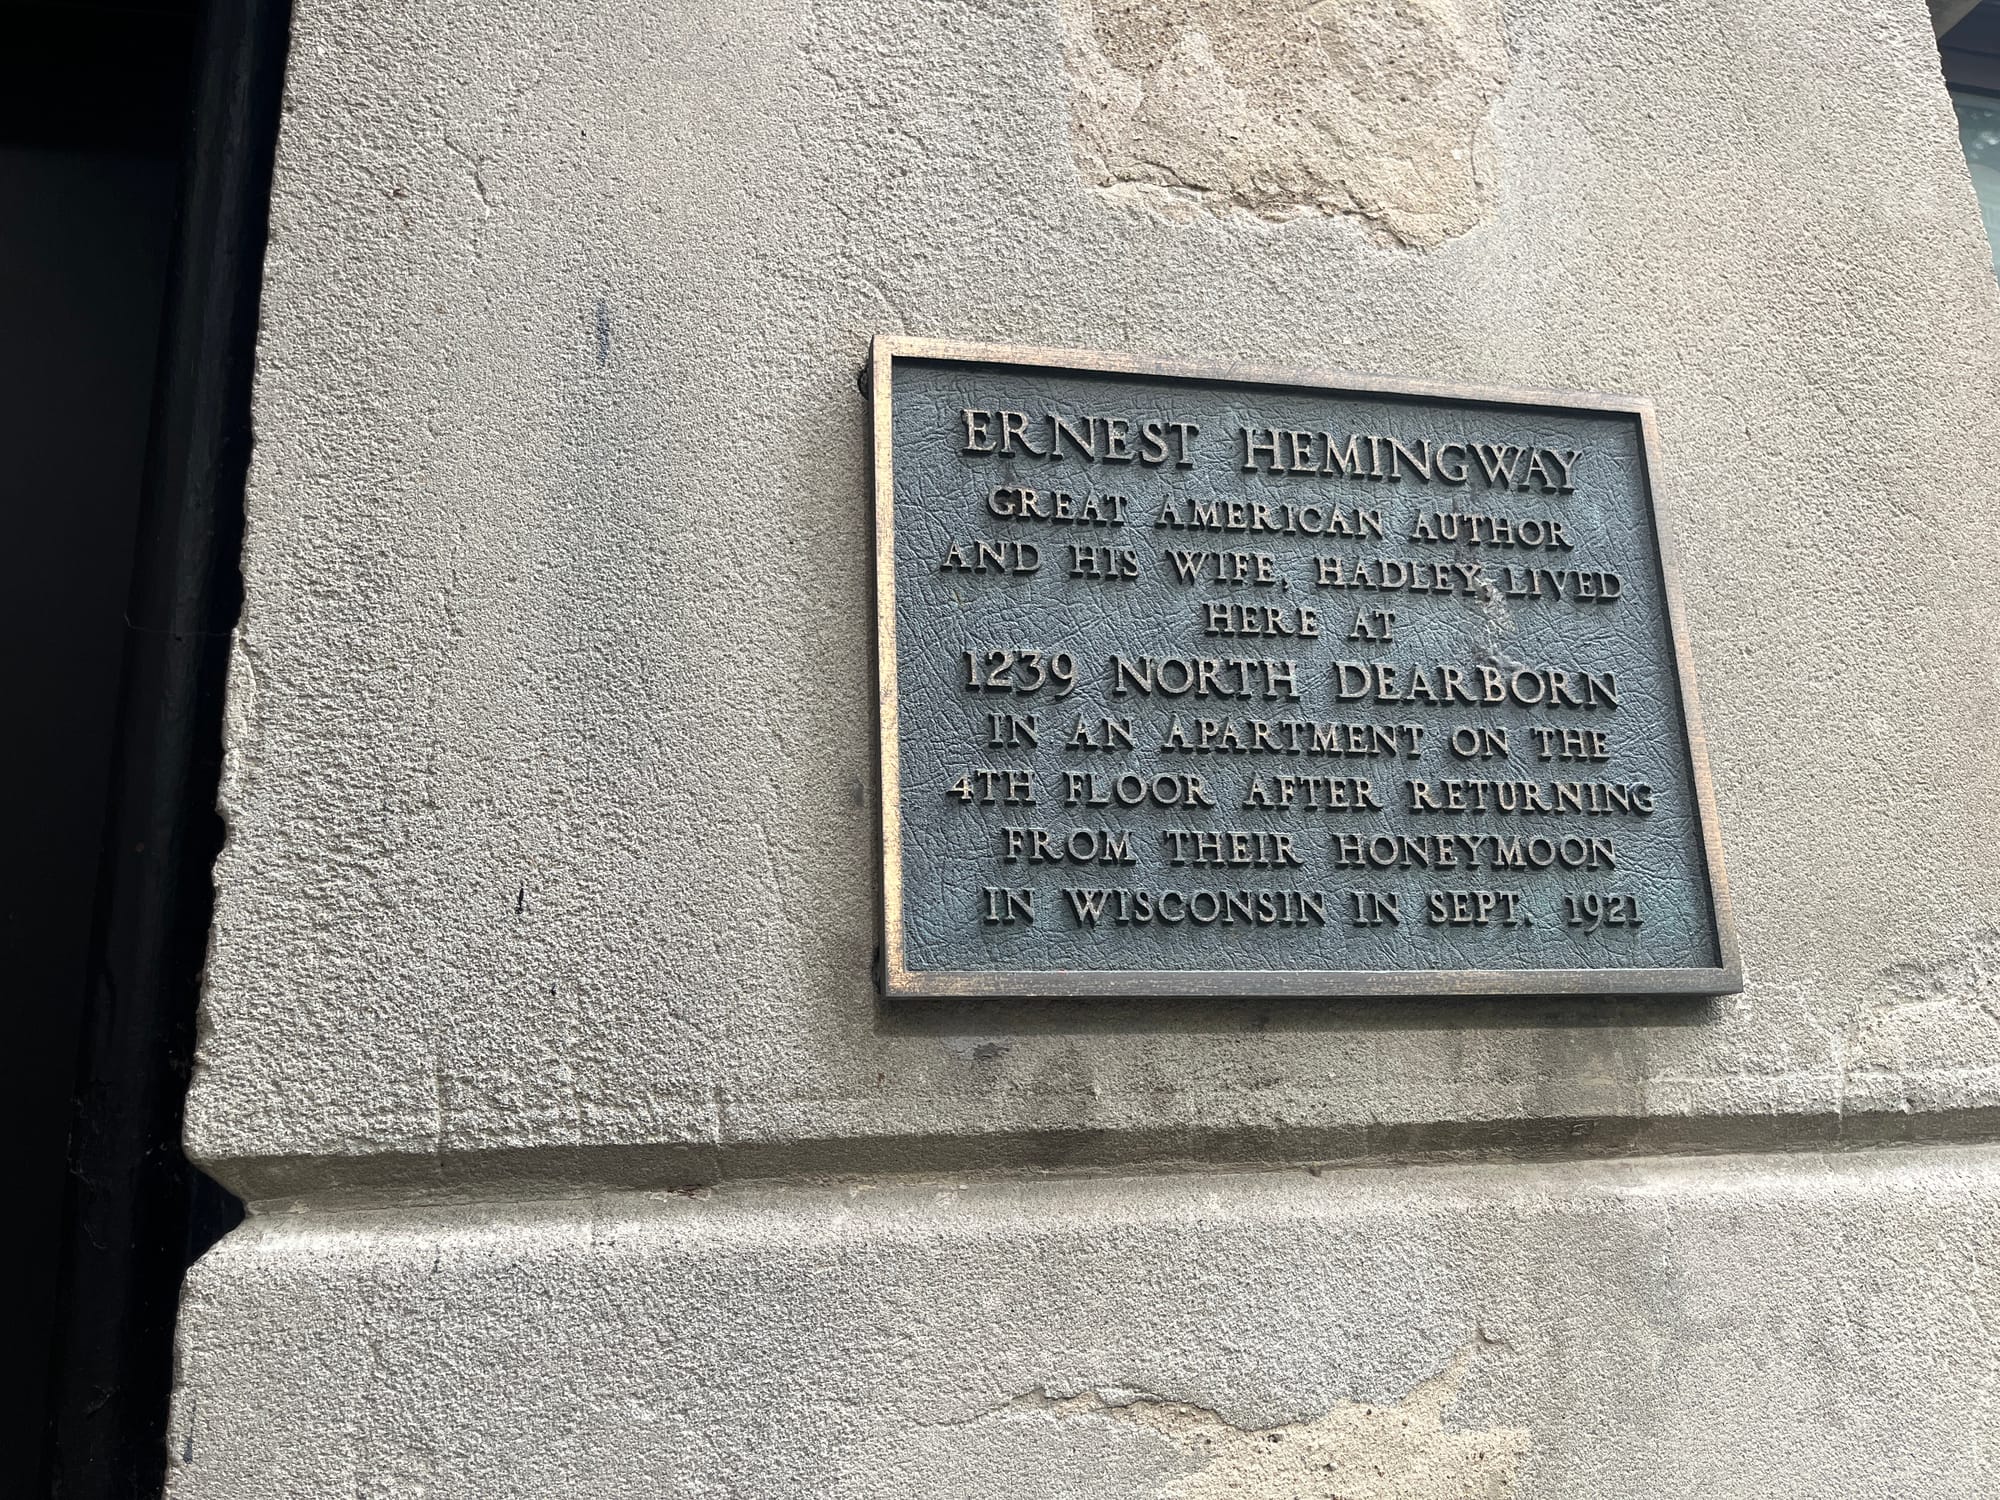 ERNEST HEMINGWAY
GREAT AMERICAN AUTHOR
AND HIS WIFE, HADLEY, LIVED
HERE AT
1239 NORTH DEARBORN
IN AN APARTMENT ON THE
4TH FLOOR AFTER RETURNING
FROM THEIR HONEYMOON
IN WISCONSIN IN SEPT. 1921